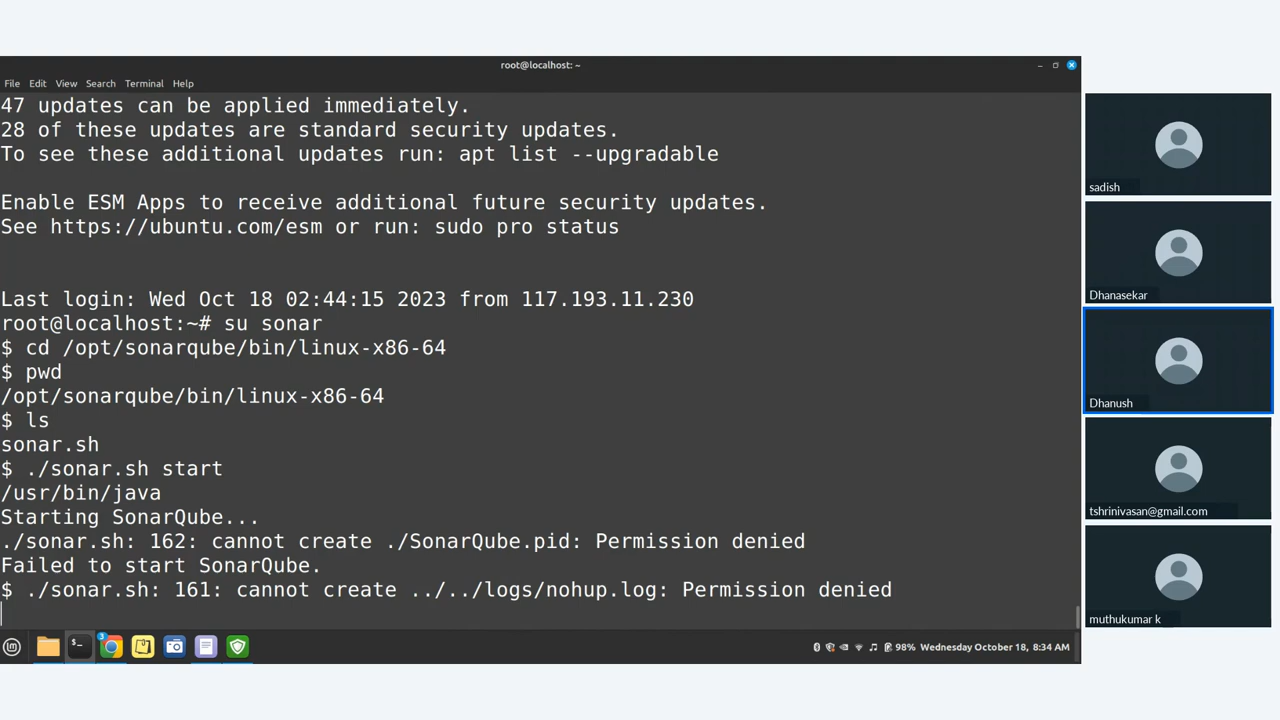 root@localhost: ~
File Edit View Search Terminal Help
47 updates can be applied immediately.
28 of these updates are standard security updates.
To see these additional updates run: apt list --upgradable
Enable ESM Apps to receive additional future security updates.
See https://ubuntu.com/esm or run: sudo pro status
Last login: Wed Oct 18 02:44:15 2023 from 117.193.11.230
root@localhost:~# su sonar
$ cd /opt/sonarqube/bin/linux-x86-64
$ pwd
/opt/sonarqube/bin/linux-x86-64
$ ls
sonar.sh
$ ./sonar.sh start
/usr/bin/java
Starting SonarQube...
./sonar.sh: 162: cannot create ./SonarQube.pid: Permission denied
Failed to start SonarQube.
$ ./sonar.sh: 161: cannot create ../../logs/nohup.log: Permission denied
3
98% Wednesday October 18, 8:34 AM
sadish
Dhanasekar
Dhanush
tshrinivasan@gmail.com
muthukumar k